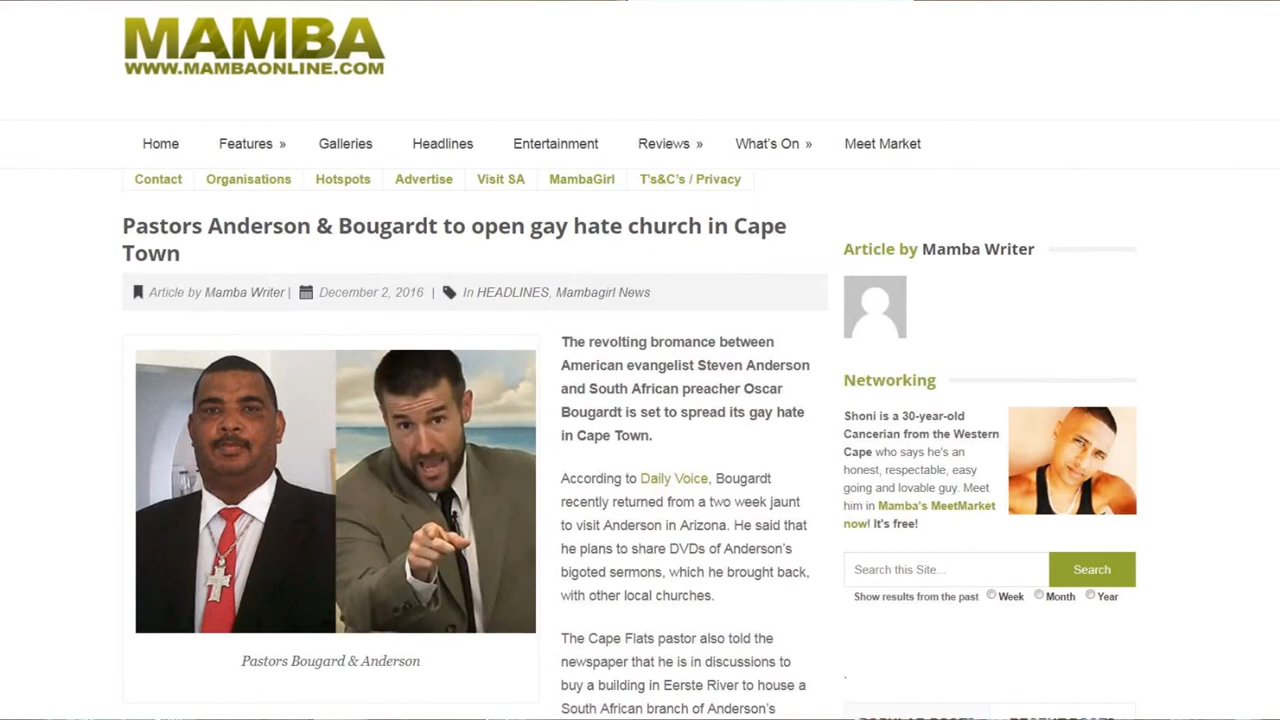 MAMBA
WWW.MAMBAONLINE.COM
Home Features » Galleries Headlines Entertainment Reviews » What's On » Meet Market
Contact Organisations Hotspots Advertise Visit SA MambaGirl T's&C's / Privacy
Pastors Anderson & Bougardt to open gay hate church in Cape
Town
Article by Mamba Writer | December 2, 2016 | In HEADLINES, Mambagirl News
The revolting bromance between
American evangelist Steven Anderson
and South African preacher Oscar
Bougardt is set to spread its gay hate
in Cape Town.
According to Daily Voice, Bougardt
recently returned from a two week jaunt
to visit Anderson in Arizona. He said that
he plans to share DVDs of Anderson's
bigoted sermons, which he brought back,
with other local churches.
The Cape Flats pastor also told the
newspaper that he is in discussions to
buy a building in Eerste River to house a
South African branch of Anderson's
Pastors Bougard & Anderson
Article by Mamba Writer
Networking
Shoni is a 30-year-old
Cancerian from the Western
Cape who says he's an
honest, respectable, easy
going and lovable guy. Meet
him in Mamba's MeetMarket
now! It's free!
Search this Site... Search
Show results from the past Week Month Year